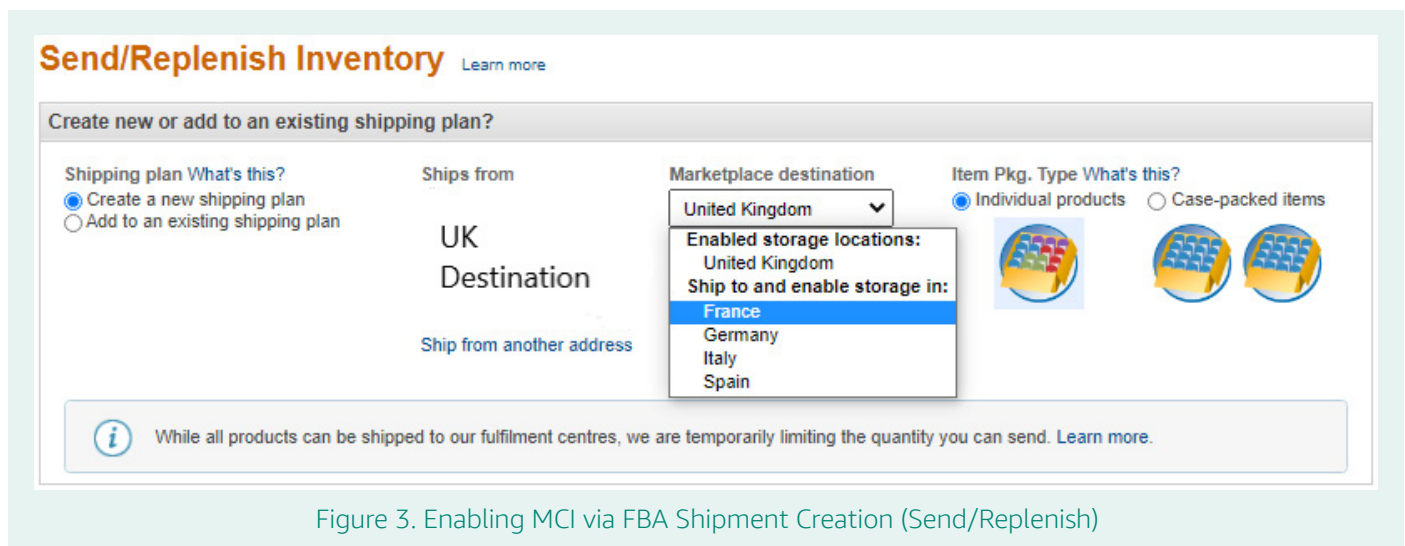 Send/Replenish Inventory Learn more
Create new or add to an existing shipping plan?
Shipping plan What's this?
Create a new shipping plan
Add to an existing shipping plan
Ships from
UK
Destination
Ship from another address
Marketplace destination
United Kingdom
Enabled storage locations:
United Kingdom
Ship to and enable storage in:
France
Germany
Italy
Spain
Item Pkg. Type What's this?
Individual products Case-packed items
i While all products can be shipped to our fulfilment centres, we are temporarily limiting the quantity you can send. Learn more.
Figure 3. Enabling MCI via FBA Shipment Creation (Send/Replenish)